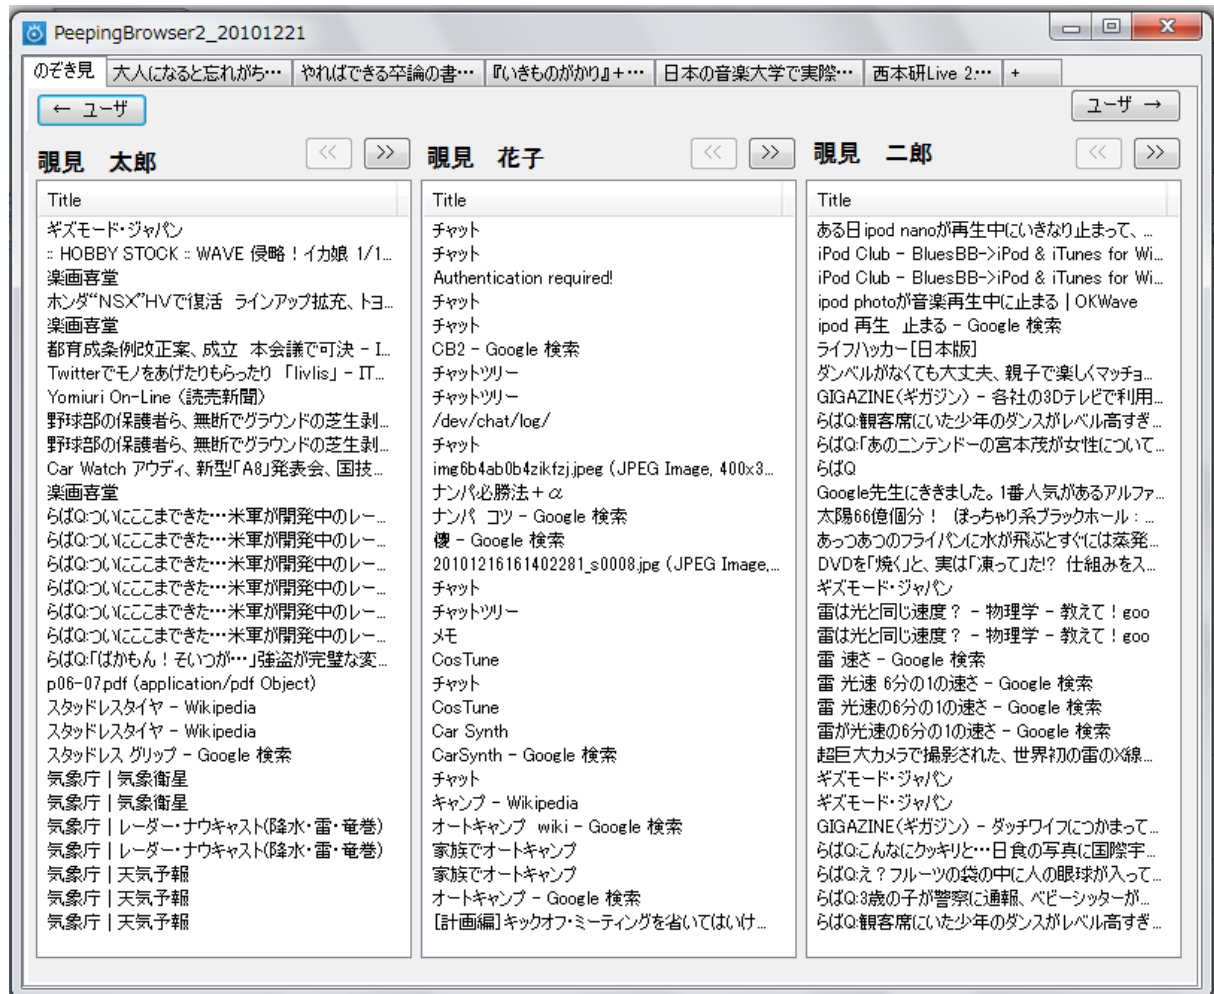 PeepingBrowser2_20101221
のぞき見 大人になると忘れがち… やればできる卒論の書… 『いきものがかり』+… 日本の音楽大学で実際… 西本研Live 2.… +
← ユーザ
ユーザ →
覗見 太郎 << >>
Title
ギズモード・ジャパン
:: HOBBY STOCK :: WAVE 侵略！イカ娘 1/1...
楽画喜堂
ホンダ“NSX”HVで復活 ラインアップ拡充、トヨ...
楽画喜堂
都育成条例改正案、成立 本会議で可決 - I...
Twitterでモノをあげたりもらったり 「livlis」 - IT...
Yomiuri On-Line (読売新聞)
野球部の保護者ら、無断でグラウンドの芝生剥...
野球部の保護者ら、無断でグラウンドの芝生剥...
Car Watch アウディ、新型「A8」発表会、国技...
楽画喜堂
らばQ:ついにここまできた…米軍が開発中のレー...
らばQ:ついにここまできた…米軍が開発中のレー...
らばQ:ついにここまできた…米軍が開発中のレー...
らばQ:ついにここまできた…米軍が開発中のレー...
らばQ:ついにここまできた…米軍が開発中のレー...
らばQ:ついにここまできた…米軍が開発中のレー...
らばQ:「ばかもん！そいつが…」強盗が完璧な変...
p06-07.pdf (application/pdf Object)
スタッドレスタイヤ - Wikipedia
スタッドレスタイヤ - Wikipedia
スタッドレス グリップ - Google 検索
気象庁 | 気象衛星
気象庁 | 気象衛星
気象庁 | レーダー・ナウキャスト(降水・雷・竜巻)
気象庁 | レーダー・ナウキャスト(降水・雷・竜巻)
気象庁 | 天気予報
気象庁 | 天気予報
気象庁 | 天気予報
覗見 花子 << >>
Title
チャット
チャット
Authentication required!
チャット
チャット
CB2 - Google 検索
チャットツリー
チャットツリー
/dev/chat/log/
チャット
img6b4ab0b4zikfzj.jpeg (JPEG Image, 400x3...
ナンパ必勝法＋α
ナンパ コツ - Google 検索
- Google 検索
20101216161402281_s0008.jpg (JPEG Image,...
チャット
チャットツリー
メモ
CosTune
チャット
CosTune
Car Synth
CarSynth - Google 検索
チャット
キャンプ - Wikipedia
オートキャンプ wiki - Google 検索
家族でオートキャンプ
家族でオートキャンプ
オートキャンプ - Google 検索
[計画編]キックオフ・ミーティングを省いてはいけ...
覗見 二郎 << >>
Title
ある日ipod nanoが再生中にいきなり止まって、...
iPod Club - BluesBB->iPod & iTunes for Wi...
iPod Club - BluesBB->iPod & iTunes for Wi...
ipod photoが音楽再生中に止まる | OKWave
ipod 再生 止まる - Google 検索
ライフハッカー[日本版]
ダンベルがなくても大丈夫、親子で楽しくマッチョ...
GIGAZINE(ギガジン) - 各社の3Dテレビで利用...
らばQ:観客席にいた少年のダンスがレベル高すぎ...
らばQ:「あのニンテンドーの宮本茂が女性について...
らばQ
Google先生にききました。1番人気があるアルファ...
太陽66億個分！ ぽっちゃり系ブラックホール：...
あっつあつのフライパンに水が飛ぶとすぐには蒸発...
DVDを「焼く」と、実は「凍って」た!? 仕組みをス...
ギズモード・ジャパン
雷は光と同じ速度？ - 物理学 - 教えて！goo
雷は光と同じ速度？ - 物理学 - 教えて！goo
雷 速さ - Google 検索
雷 光速 6分の1の速さ - Google 検索
雷 光速の6分の1の速さ - Google 検索
雷が光速の6分の1の速さ - Google 検索
超巨大カメラで撮影された、世界初の雷のX線...
ギズモード・ジャパン
ギズモード・ジャパン
GIGAZINE(ギガジン) - ダッチワイフにつかまって...
らばQ:こんなにクッキリと…日食の写真に国際宇...
らばQ:え？フルーツの袋の中に人の眼球が入って...
らばQ:3歳の子が警察に通報、ベビーシッターが...
らばQ:観客席にいた少年のダンスがレベル高すぎ...